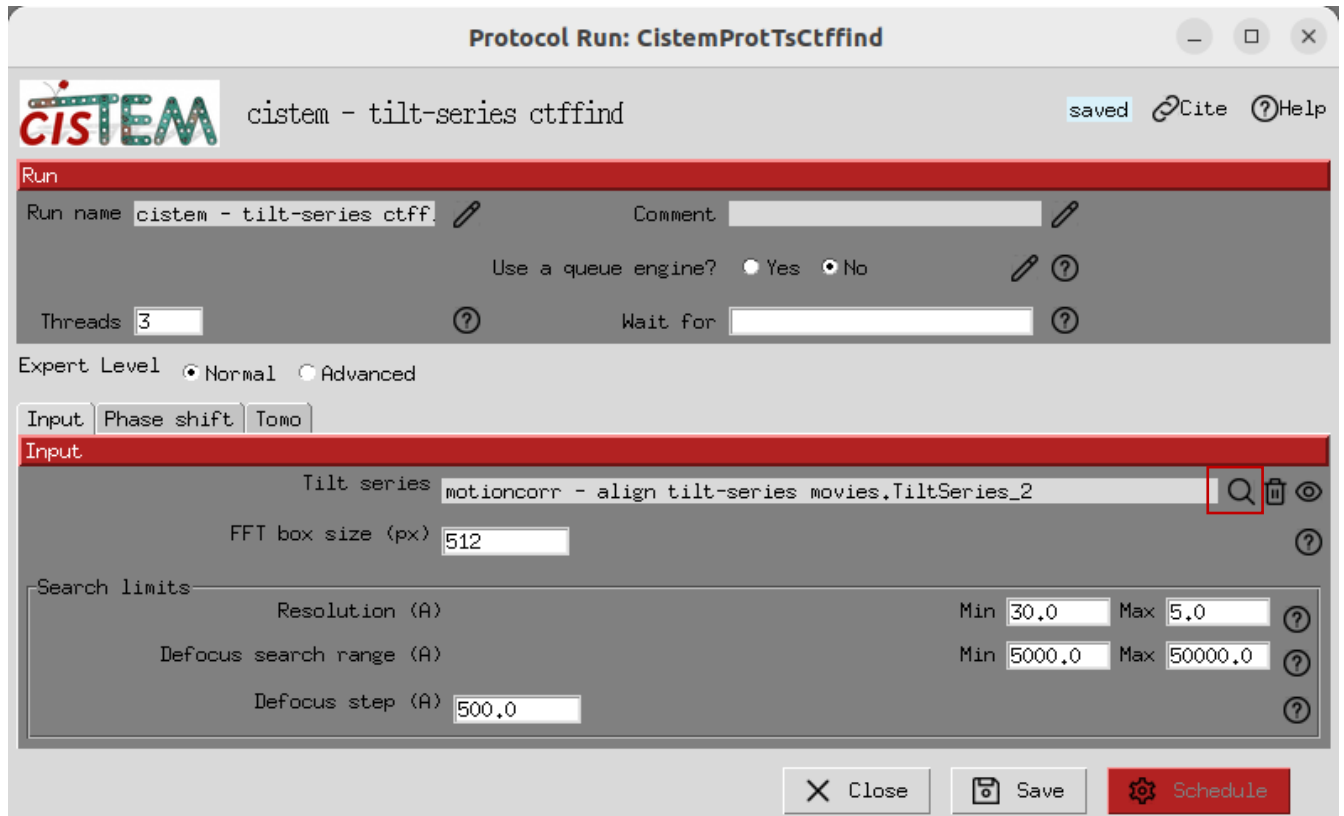 Protocol Run: CistemProtTsCtffind
cisTEM cistem - tilt-series ctffind saved Cite Help
Run
Run name cistem - tilt-series ctff. Comment
Use a queue engine? Yes No
Threads 3 Wait for
Expert Level Normal Advanced
Input Phase shift Tomo
Input
Tilt series motioncorr - align tilt-series movies.TiltSeries_2
FFT box size (px) 512
Search limits
Resolution (A) Min 30.0 Max 5.0
Defocus search range (A) Min 5000.0 Max 50000.0
Defocus step (A) 500.0
Close Save Schedule